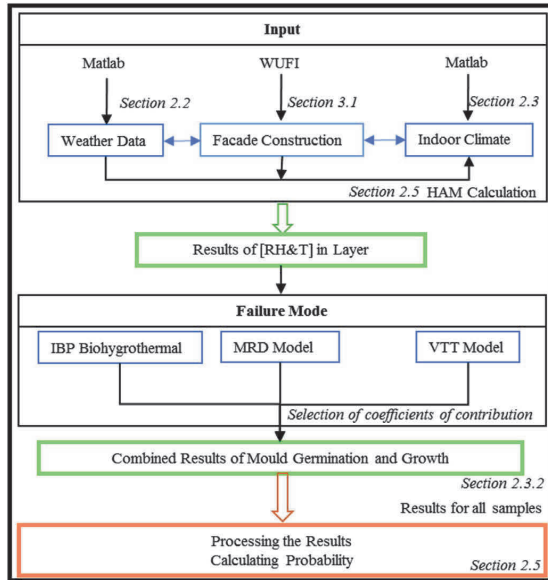 Input
Matlab WUFI Matlab
Section 2.2 Section 3.1 Section 2.3
Weather Data Facade Construction Indoor Climate
Section 2.5 HAM Calculation
Results of [RH&T] in Layer
Failure Mode
IBP Biohygrothermal MRD Model VTT Model
Selection of coefficients of contribution
Combined Results of Mould Germination and Growth
Section 2.3.2
Results for all samples
Processing the Results
Calculating Probability
Section 2.5